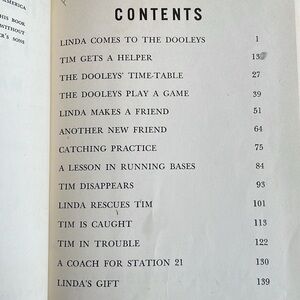 AMERICA
HIS BOOK
WITHOUT
R'S SONS
CONTENTS
LINDA COMES TO THE DOOLEYS 1
TIM GETS A HELPER 13
THE DOOLEYS' TIME-TABLE 27
THE DOOLEYS PLAY A GAME 39
LINDA MAKES A FRIEND 51
ANOTHER NEW FRIEND 64
CATCHING PRACTICE 75
A LESSON IN RUNNING BASES 84
TIM DISAPPEARS 93
LINDA RESCUES TIM 101
TIM IS CAUGHT 113
TIM IN TROUBLE 122
A COACH FOR STATION 21 130
LINDA'S GIFT 139